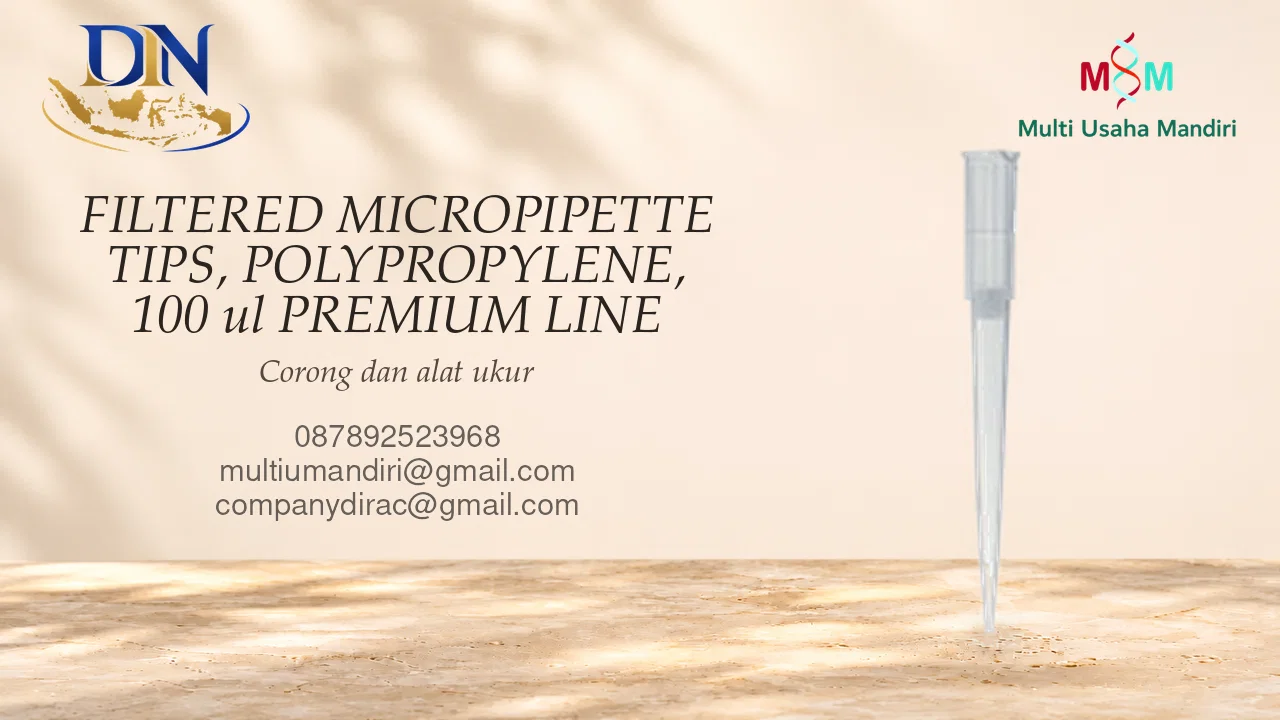 DIN
MSM
Multi Usaha Mandiri
FILTERED MICROPIPETTE
TIPS, POLYPROPYLENE,
100 ul PREMIUM LINE
Corong dan alat ukur
087892523968
multiumandiri@gmail.com
companydirac@gmail.com